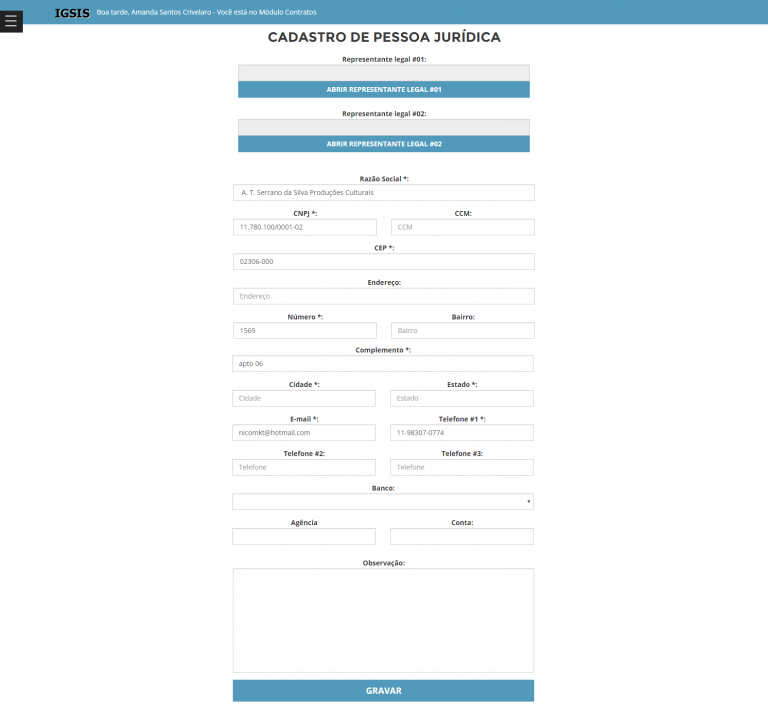 IGSIS Boa tarde, Amanda Santos Crivelaro - Você está no Módulo Contratos
CADASTRO DE PESSOA JURÍDICA
Representante legal #01:
ABRIR REPRESENTANTE LEGAL #01
Representante legal #02:
ABRIR REPRESENTANTE LEGAL #02
Razão Social *:
A. T. Serrano da Silva Produções Culturais
CNPJ *: CCM:
11.780.100/0001-02 CCM
CEP *:
02306-000
Endereço:
Endereço
Número *: Bairro:
1569 Bairro
Complemento *:
apto 06
Cidade *: Estado *:
Cidade Estado
E-mail *: Telefone #1 *:
nicomkt@hotmail.com 11-98307-0774
Telefone #2: Telefone #3:
Telefone Telefone
Banco:
Agência Conta:
Observação:
GRAVAR